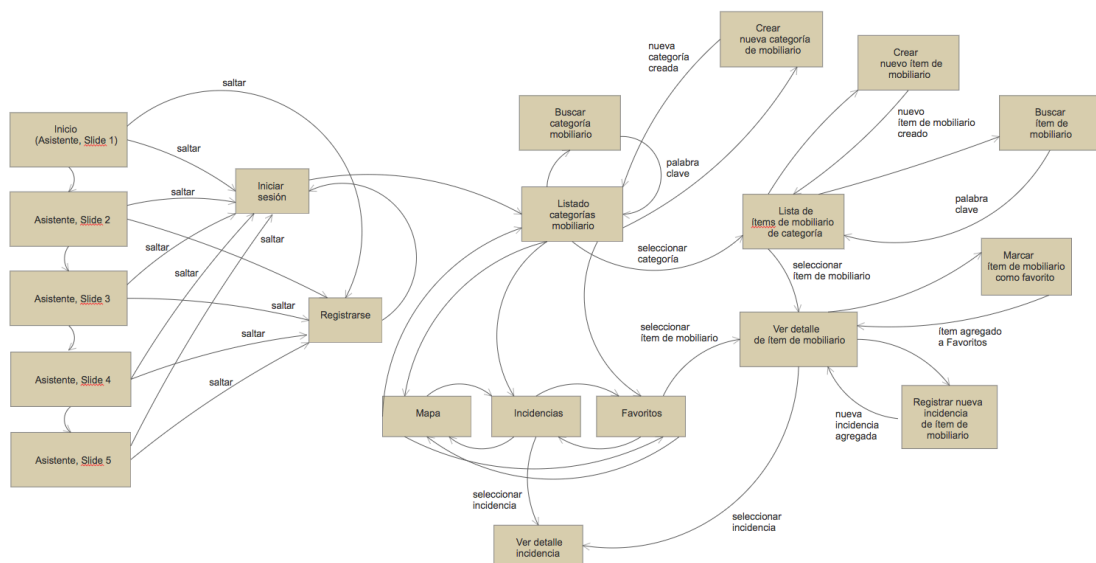 Crear
nueva categoría
de mobiliario
nueva
categoría
creada
Crear
nuevo ítem de
mobiliario
saltar
Buscar
categoría
mobiliario
nuevo
ítem de mobiliario
creado
Buscar
ítem de
mobiliario
Inicio
(Asistente, Slide 1)
saltar
palabra
clave
Iniciar
sesión
saltar
Asistente, Slide 2
Listado
categorías
mobiliario
Lista de
ítems de mobiliario
de categoría
palabra
clave
saltar
saltar
seleccionar
categoría
Marcar
ítem de mobiliario
como favorito
saltar
seleccionar
ítem de mobiliario
Asistente, Slide 3
saltar
Registrarse
seleccionar
ítem de mobiliario
Ver detalle
de ítem de mobiliario
ítem agregado
a Favoritos
saltar
Asistente, Slide 4
saltar
Mapa
Incidencias
Favoritos
nueva
incidencia
agregada
Registrar nueva
incidencia
de ítem de
mobiliario
Asistente, Slide 5
seleccionar
incidencia
seleccionar
incidencia
Ver detalle
incidencia